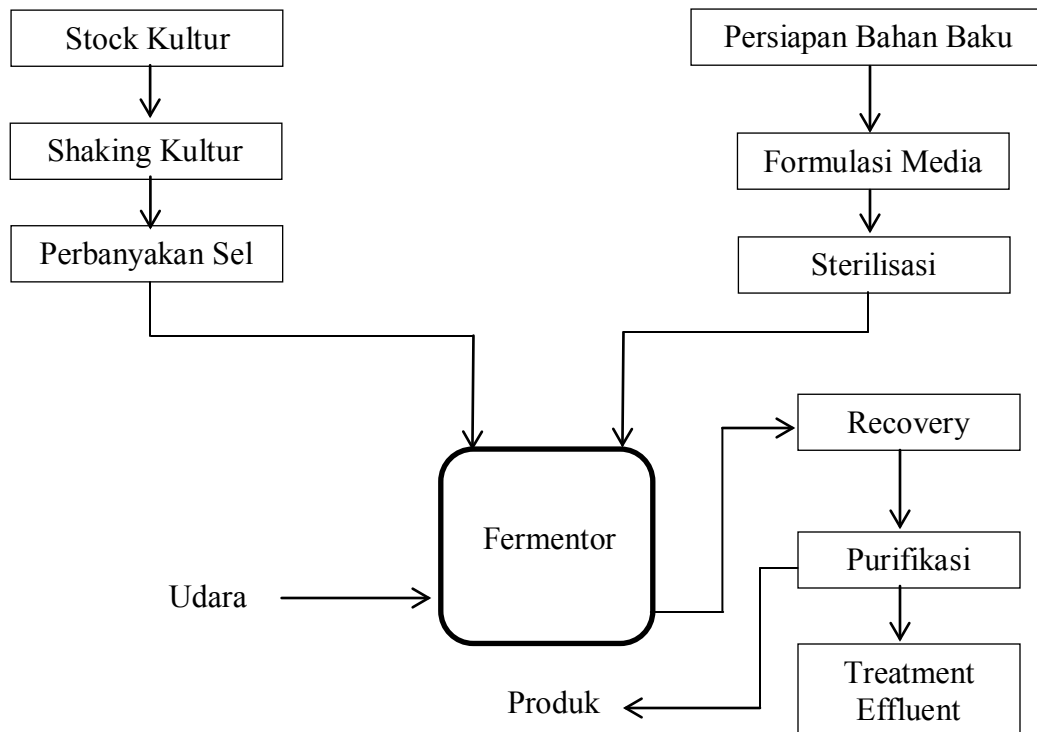 Stock Kultur
Persiapan Bahan Baku
Shaking Kultur
Formulasi Media
Perbanyakan Sel
Sterilisasi
Recovery
Fermentor
Purifikasi
Udara
Treatment
Effluent
Produk